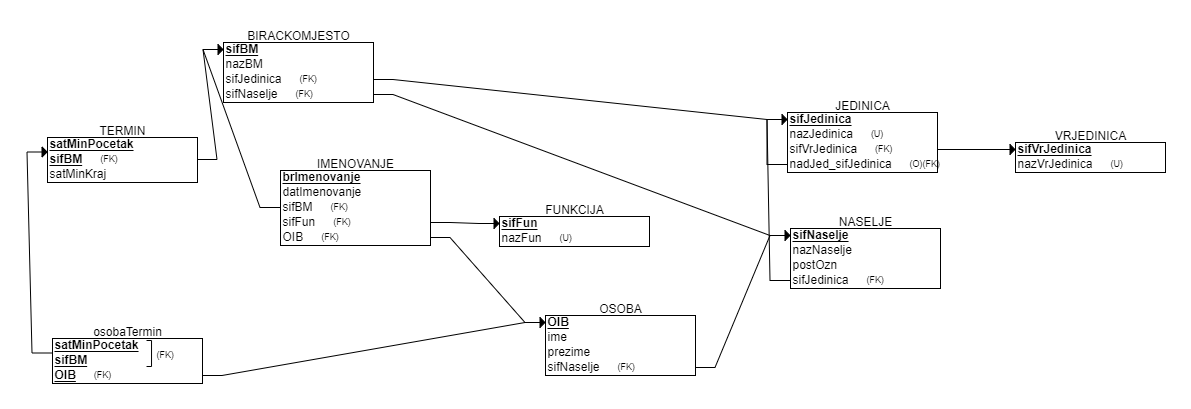 BIRACKOMJESTO
sifBM
nazBM
sifJedinica (FK)
sifNaselje (FK)
JEDINICA
sifJedinica
nazJedinica (U)
sifVrJedinica (FK)
nadJed_sifJedinica (O)(FK)
VRJEDINICA
sifVrJedinica
nazVrJedinica (U)
TERMIN
satMinPocetak
sifBM (FK)
satMinKraj
IMENOVANJE
brImenovanje
datImenovanje
sifBM (FK)
sifFun (FK)
OIB (FK)
FUNKCIJA
sifFun
nazFun (U)
NASELJE
sifNaselje
nazNaselje
postOzn
sifJedinica (FK)
OSOBA
OIB
ime
prezime
sifNaselje (FK)
osobaTermin
satMinPocetak
sifBM (FK)
OIB (FK)